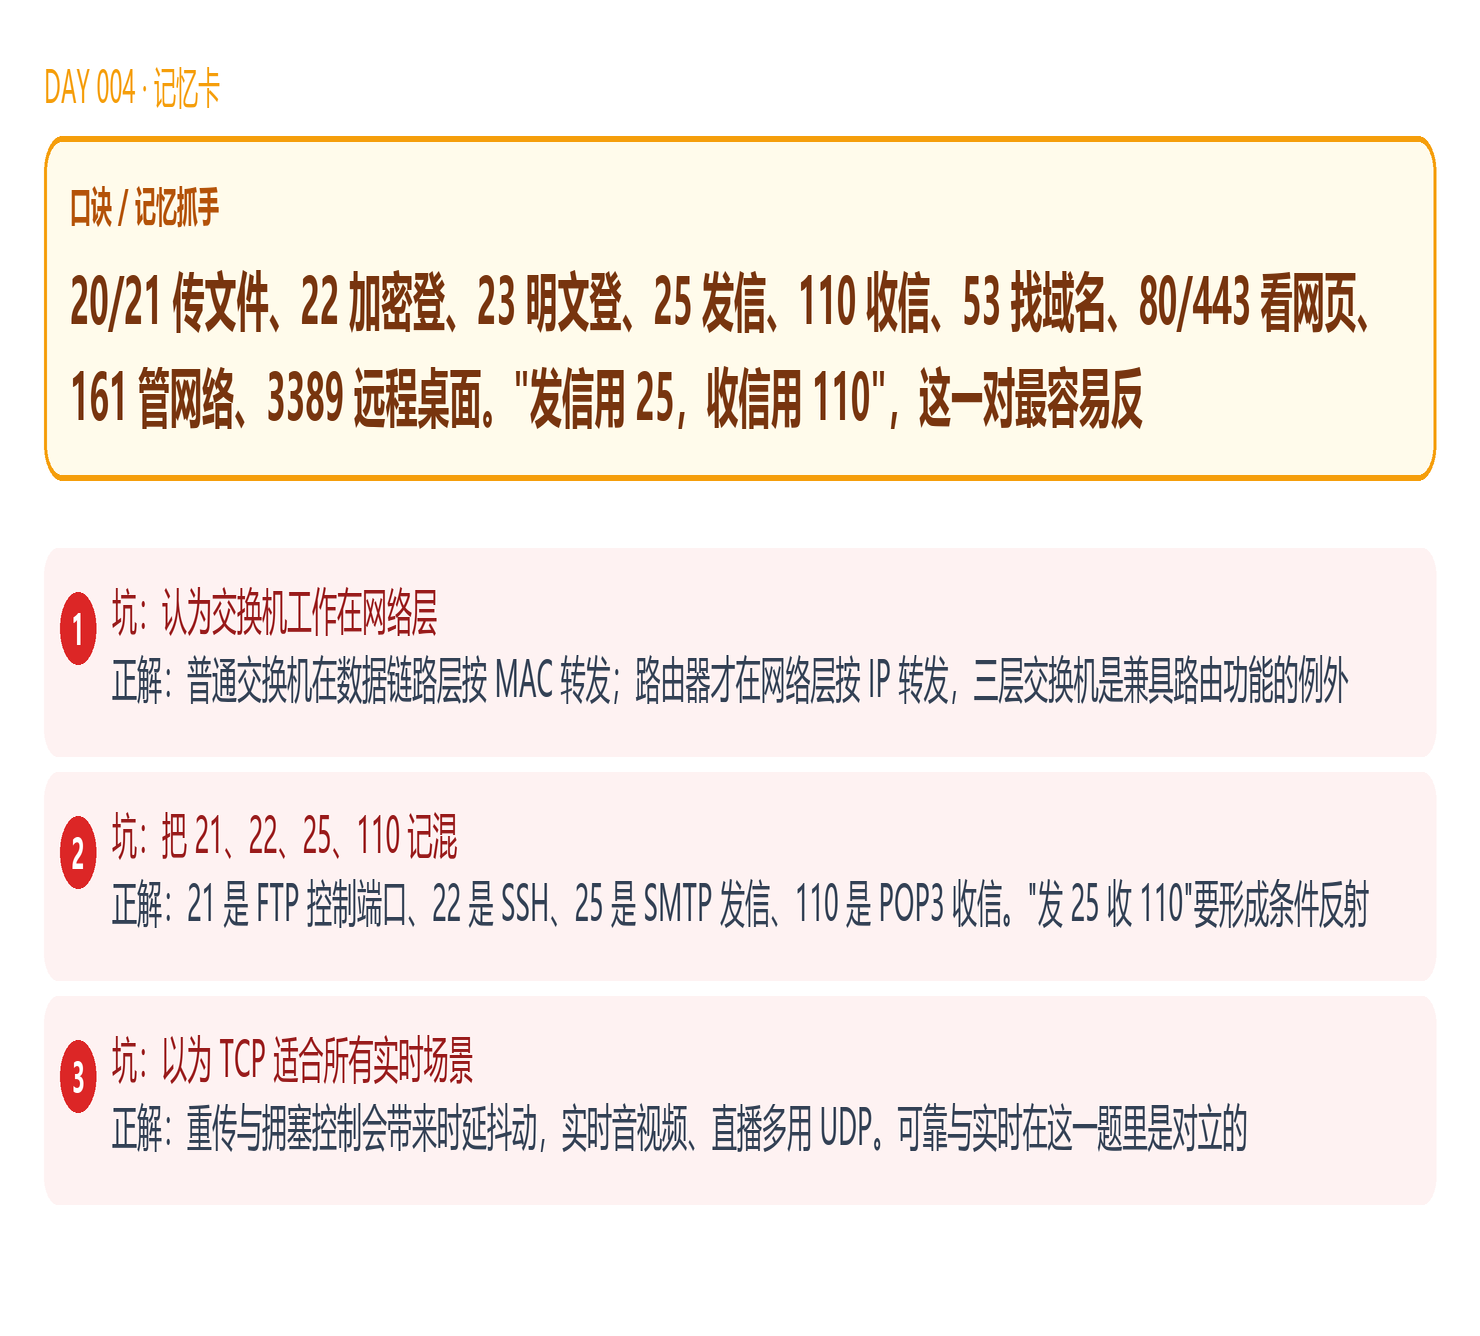 DAY 004 · 记忆卡
口诀 / 记忆抓手
20/21 传文件、22 加密登、23 明文登、25 发信、110 收信、53 找域名、80/443 看网页、
161 管网络、3389 远程桌面。"发信用 25，收信用 110"，这一对最容易反
1
坑：认为交换机工作在网络层
正解：普通交换机在数据链路层按 MAC 转发；路由器才在网络层按 IP 转发，三层交换机是兼具路由功能的例外
2
坑：把 21、22、25、110 记混
正解：21 是 FTP 控制端口、22 是 SSH、25 是 SMTP 发信、110 是 POP3 收信。"发 25 收 110"要形成条件反射
3
坑：以为 TCP 适合所有实时场景
正解：重传与拥塞控制会带来时延抖动，实时音视频、直播多用 UDP。可靠与实时在这一题里是对立的